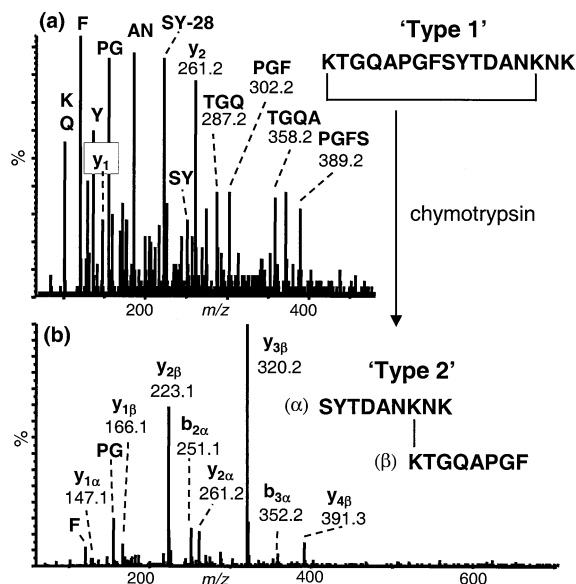 (a)
F
PG
AN
SY-28
y2
261.2
K
Q
Y
y1
SY
TGQ
287.2
PGF
302.2
TGQA
358.2
PGFS
389.2
%
200
m/z
400
'Type 1'
KTGQAPGFSYTDANKNK
chymotrypsin
(b)
y3β
320.2
y2β
223.1
y1β
166.1
b2α
251.1
PG
y2α
261.2
y1α
147.1
F
b3α
352.2
y4β
391.3
%
200
m/z
400
600
'Type 2'
(α) SYTDANKNK
(β) KTGQAPGF